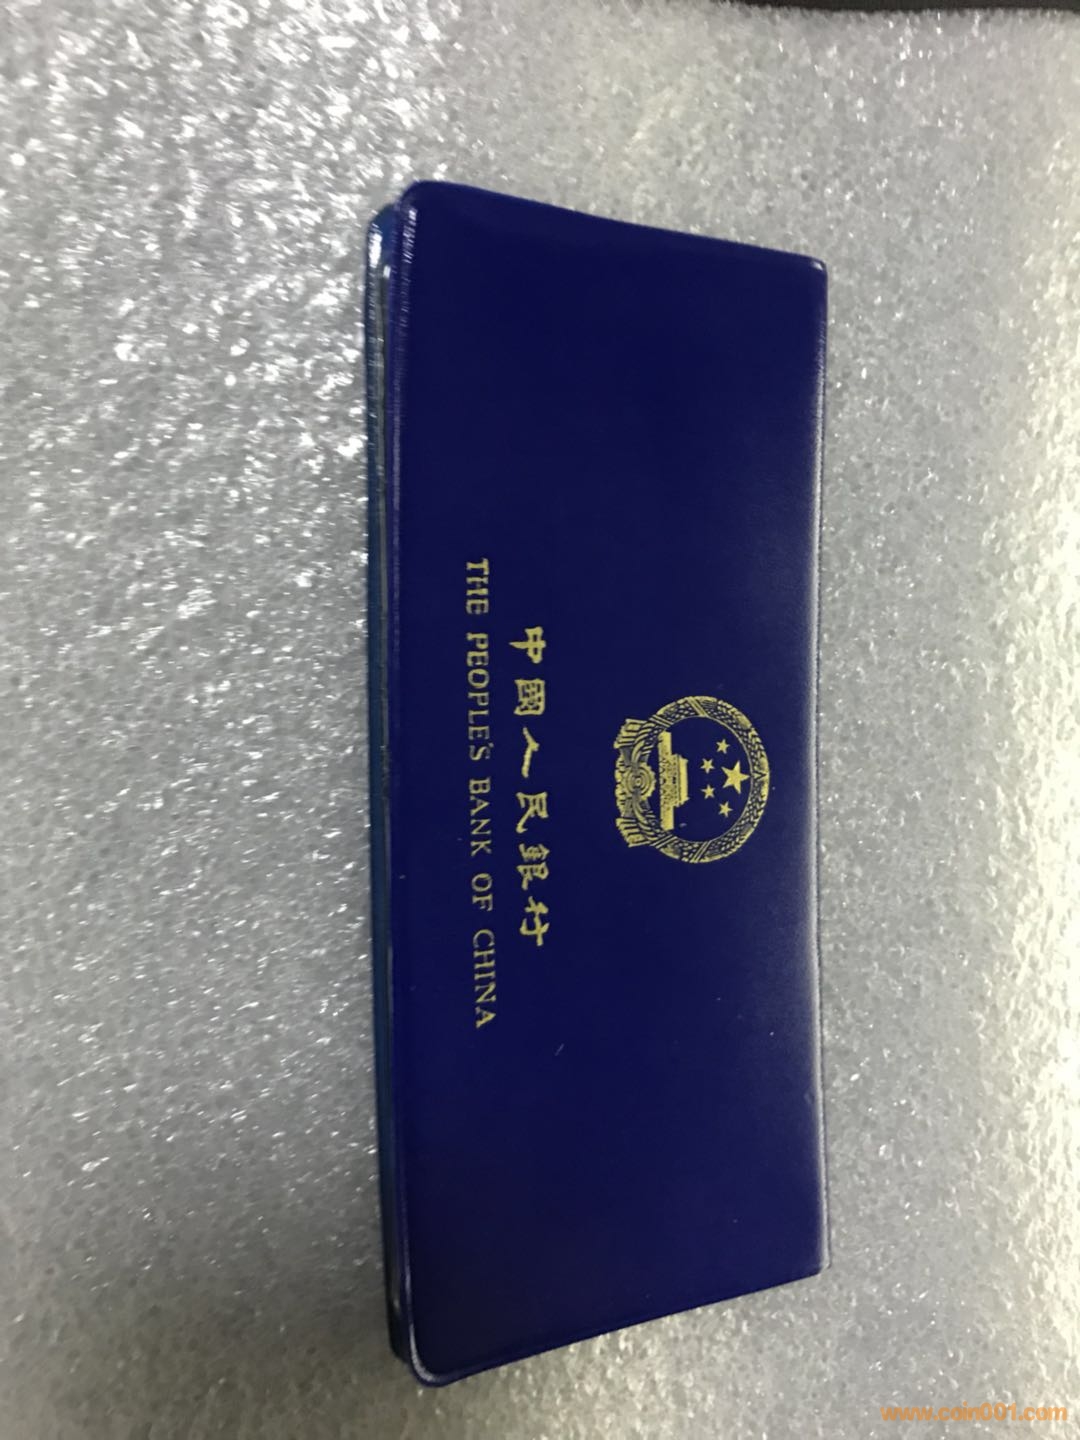 中國人民銀行
THE PEOPLE'S BANK OF CHINA
www.coin001.com